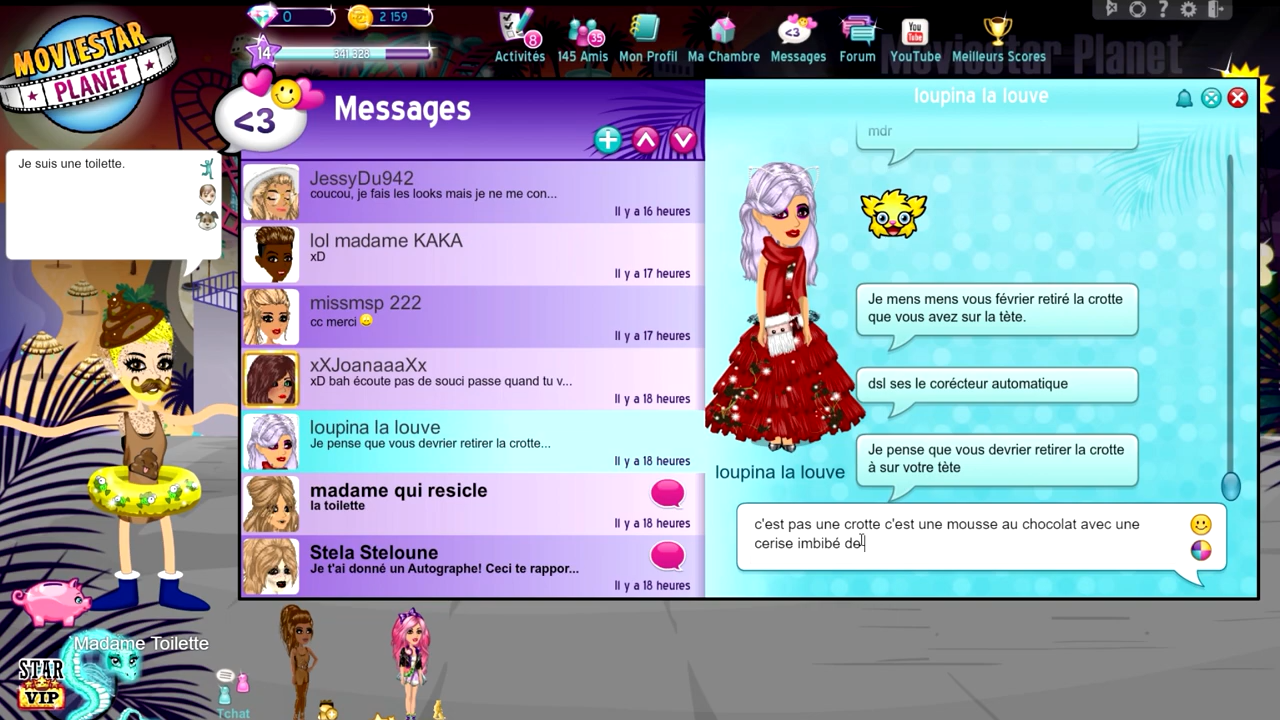 MOVIESTAR
PLANET
0
2 159
14
341.328
8
35
<3
You
Tube
Activités
145 Amis
Mon Profil
Ma Chambre
Messages
Forum
YouTube
Meilleurs Scores
Moviestar Planet
Je suis une toilette.
<3
Messages
JessyDu942
coucou, je fais les looks mais je ne me con...
Il y a 16 heures
lol madame KAKA
xD
Il y a 17 heures
missmsp 222
cc merci
Il y a 17 heures
xXJoanaaaXx
xD bah écoute pas de souci passe quand tu v...
Il y a 18 heures
loupina la louve
Je pense que vous devrier retirer la crotte...
Il y a 18 heures
madame qui resicle
la toilette
Il y a 18 heures
Stela Steloune
Je t'ai donné un Autographe! Ceci te rappor...
Il y a 18 heures
loupina la louve
mdr
Je mens mens vous février retiré la crotte
que vous avez sur la tète.
dsl ses le corécteur automatique
Je pense que vous devrier retirer la crotte
à sur votre tète
loupina la louve
c'est pas une crotte c'est une mousse au chocolat avec une
cerise imbibé de
Madame Toilette
STAR
VIP
Tchat